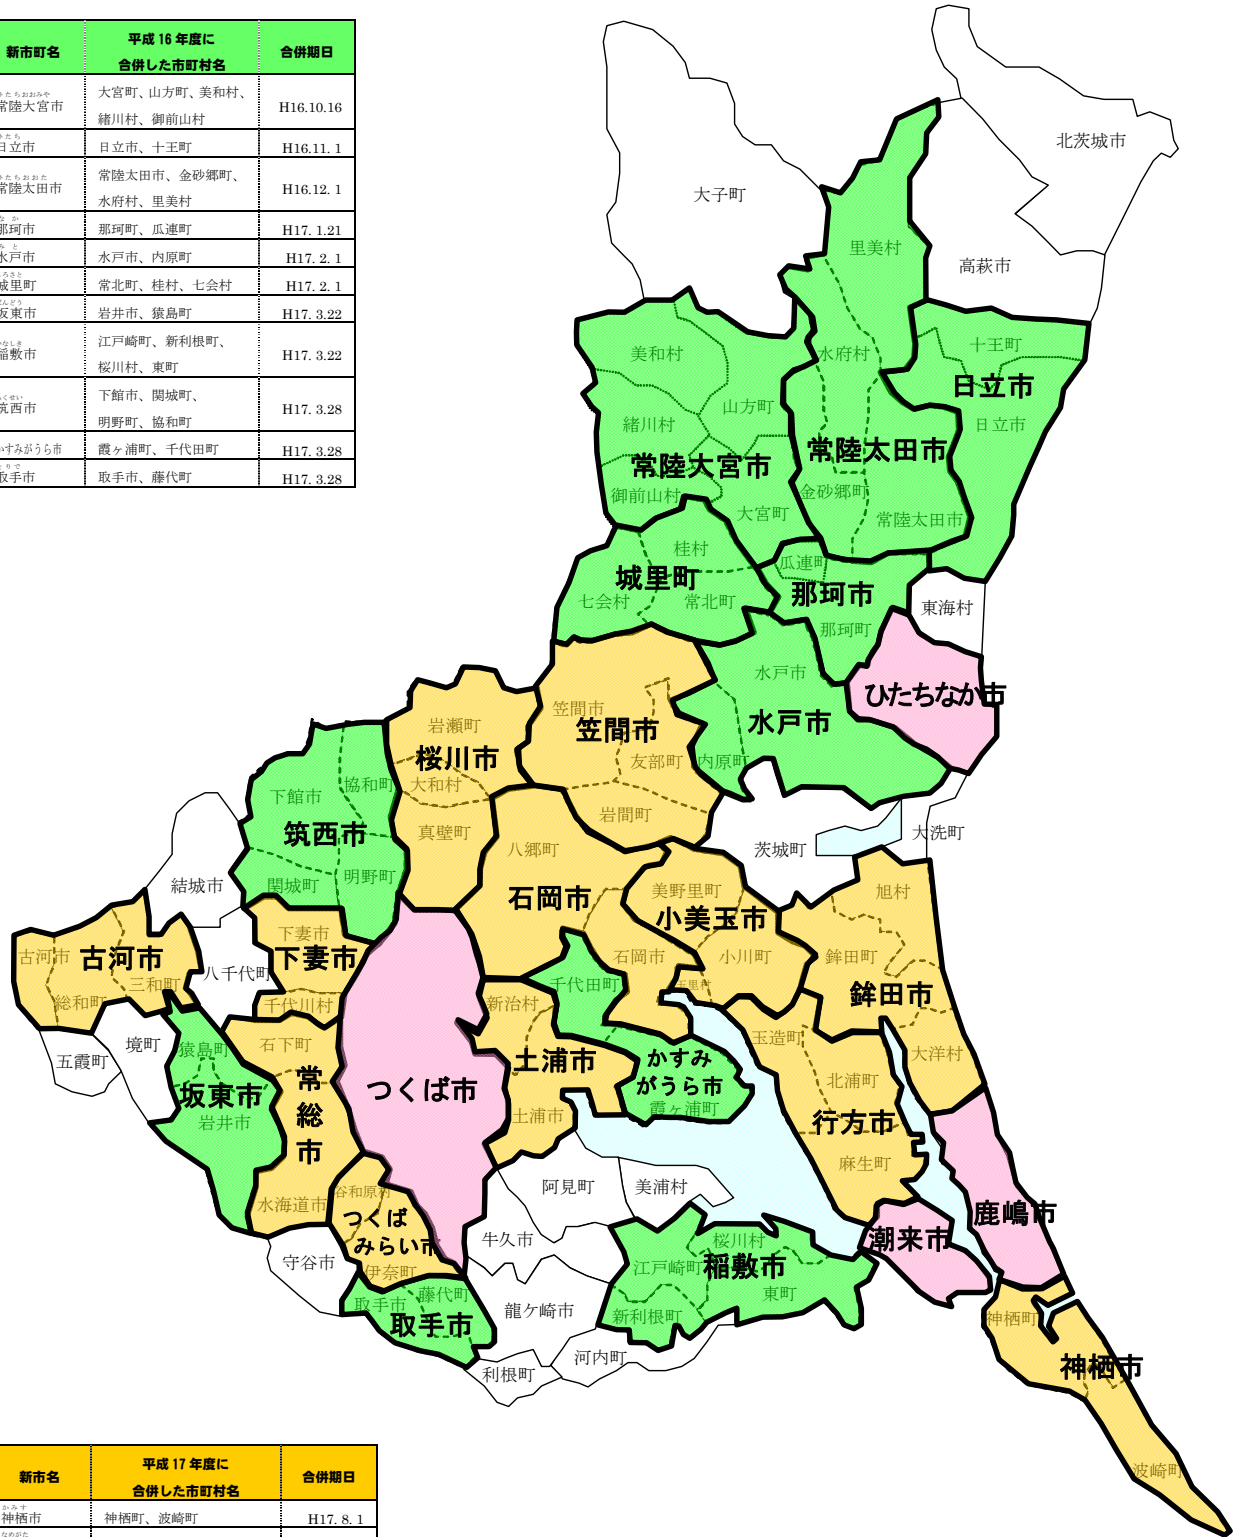 新市町名 平成16年度に 合併期日
合併した市町村名
常陸大宮市 大宮町、山方町、美和村、 H16.10.16
緒川村、御前山村
日立市 日立市、十王町 H16.11. 1
常陸太田市 常陸太田市、金砂郷町、 H16.12. 1
水府村、里美村
那珂市 那珂町、瓜連町 H17. 1.21
水戸市 水戸市、内原町 H17. 2. 1
城里町 常北町、桂村、七会村 H17. 2. 1
坂東市 岩井市、猿島町 H17. 3.22
稲敷市 江戸崎町、新利根町、 H17. 3.22
桜川村、東町
筑西市 下館市、関城町、 H17. 3.28
明野町、協和町
かすみがうら市 霞ヶ浦町、千代田町 H17. 3.28
取手市 取手市、藤代町 H17. 3.28
北茨城市
大子町
里美村
高萩市
十王町
美和村
水府村
日立市
山方町
緒川村
日立市
常陸太田市
常陸大宮市
御前山村
金砂郷町
大宮町
常陸太田市
桂村
瓜連町
城里町
那珂市
七会村
常北町
東海村
那珂町
水戸市
ひたちなか市
笠間市
岩瀬町
水戸市
笠間市
桜川市
友部町
内原町
協和町
大和村
下館市
岩間町
筑西市
真壁町
大洗町
八郷町
茨城町
結城市
関城町
明野町
美野里町
旭村
石岡市
小美玉市
下妻市
古河市
古河市
下妻市
石岡市
小川町
鉾田町
八千代町
三和町
千代田町
玉里村
鉾田市
総和町
千代川村
新治村
玉造町
境町
猿島町
石下町
大洋村
五霞町
土浦市
かすみ
がうら市
北浦町
坂東市
常
総
市
つくば市
霞ヶ浦町
岩井市
土浦市
行方市
麻生町
阿見町
美浦村
水海道市
谷和原村
つくば
みらい市
鹿嶋市
牛久市
桜川村
潮来市
守谷市
伊奈町
江戸崎町
稲敷市
東町
取手市
藤代町
龍ケ崎市
新利根町
神栖町
取手市
河内町
利根町
神栖市
波崎町
新市名 平成17年度に 合併期日
合併した市町村名
かみす
神栖市 神栖町、波崎町 H17. 8. 1
なめがた